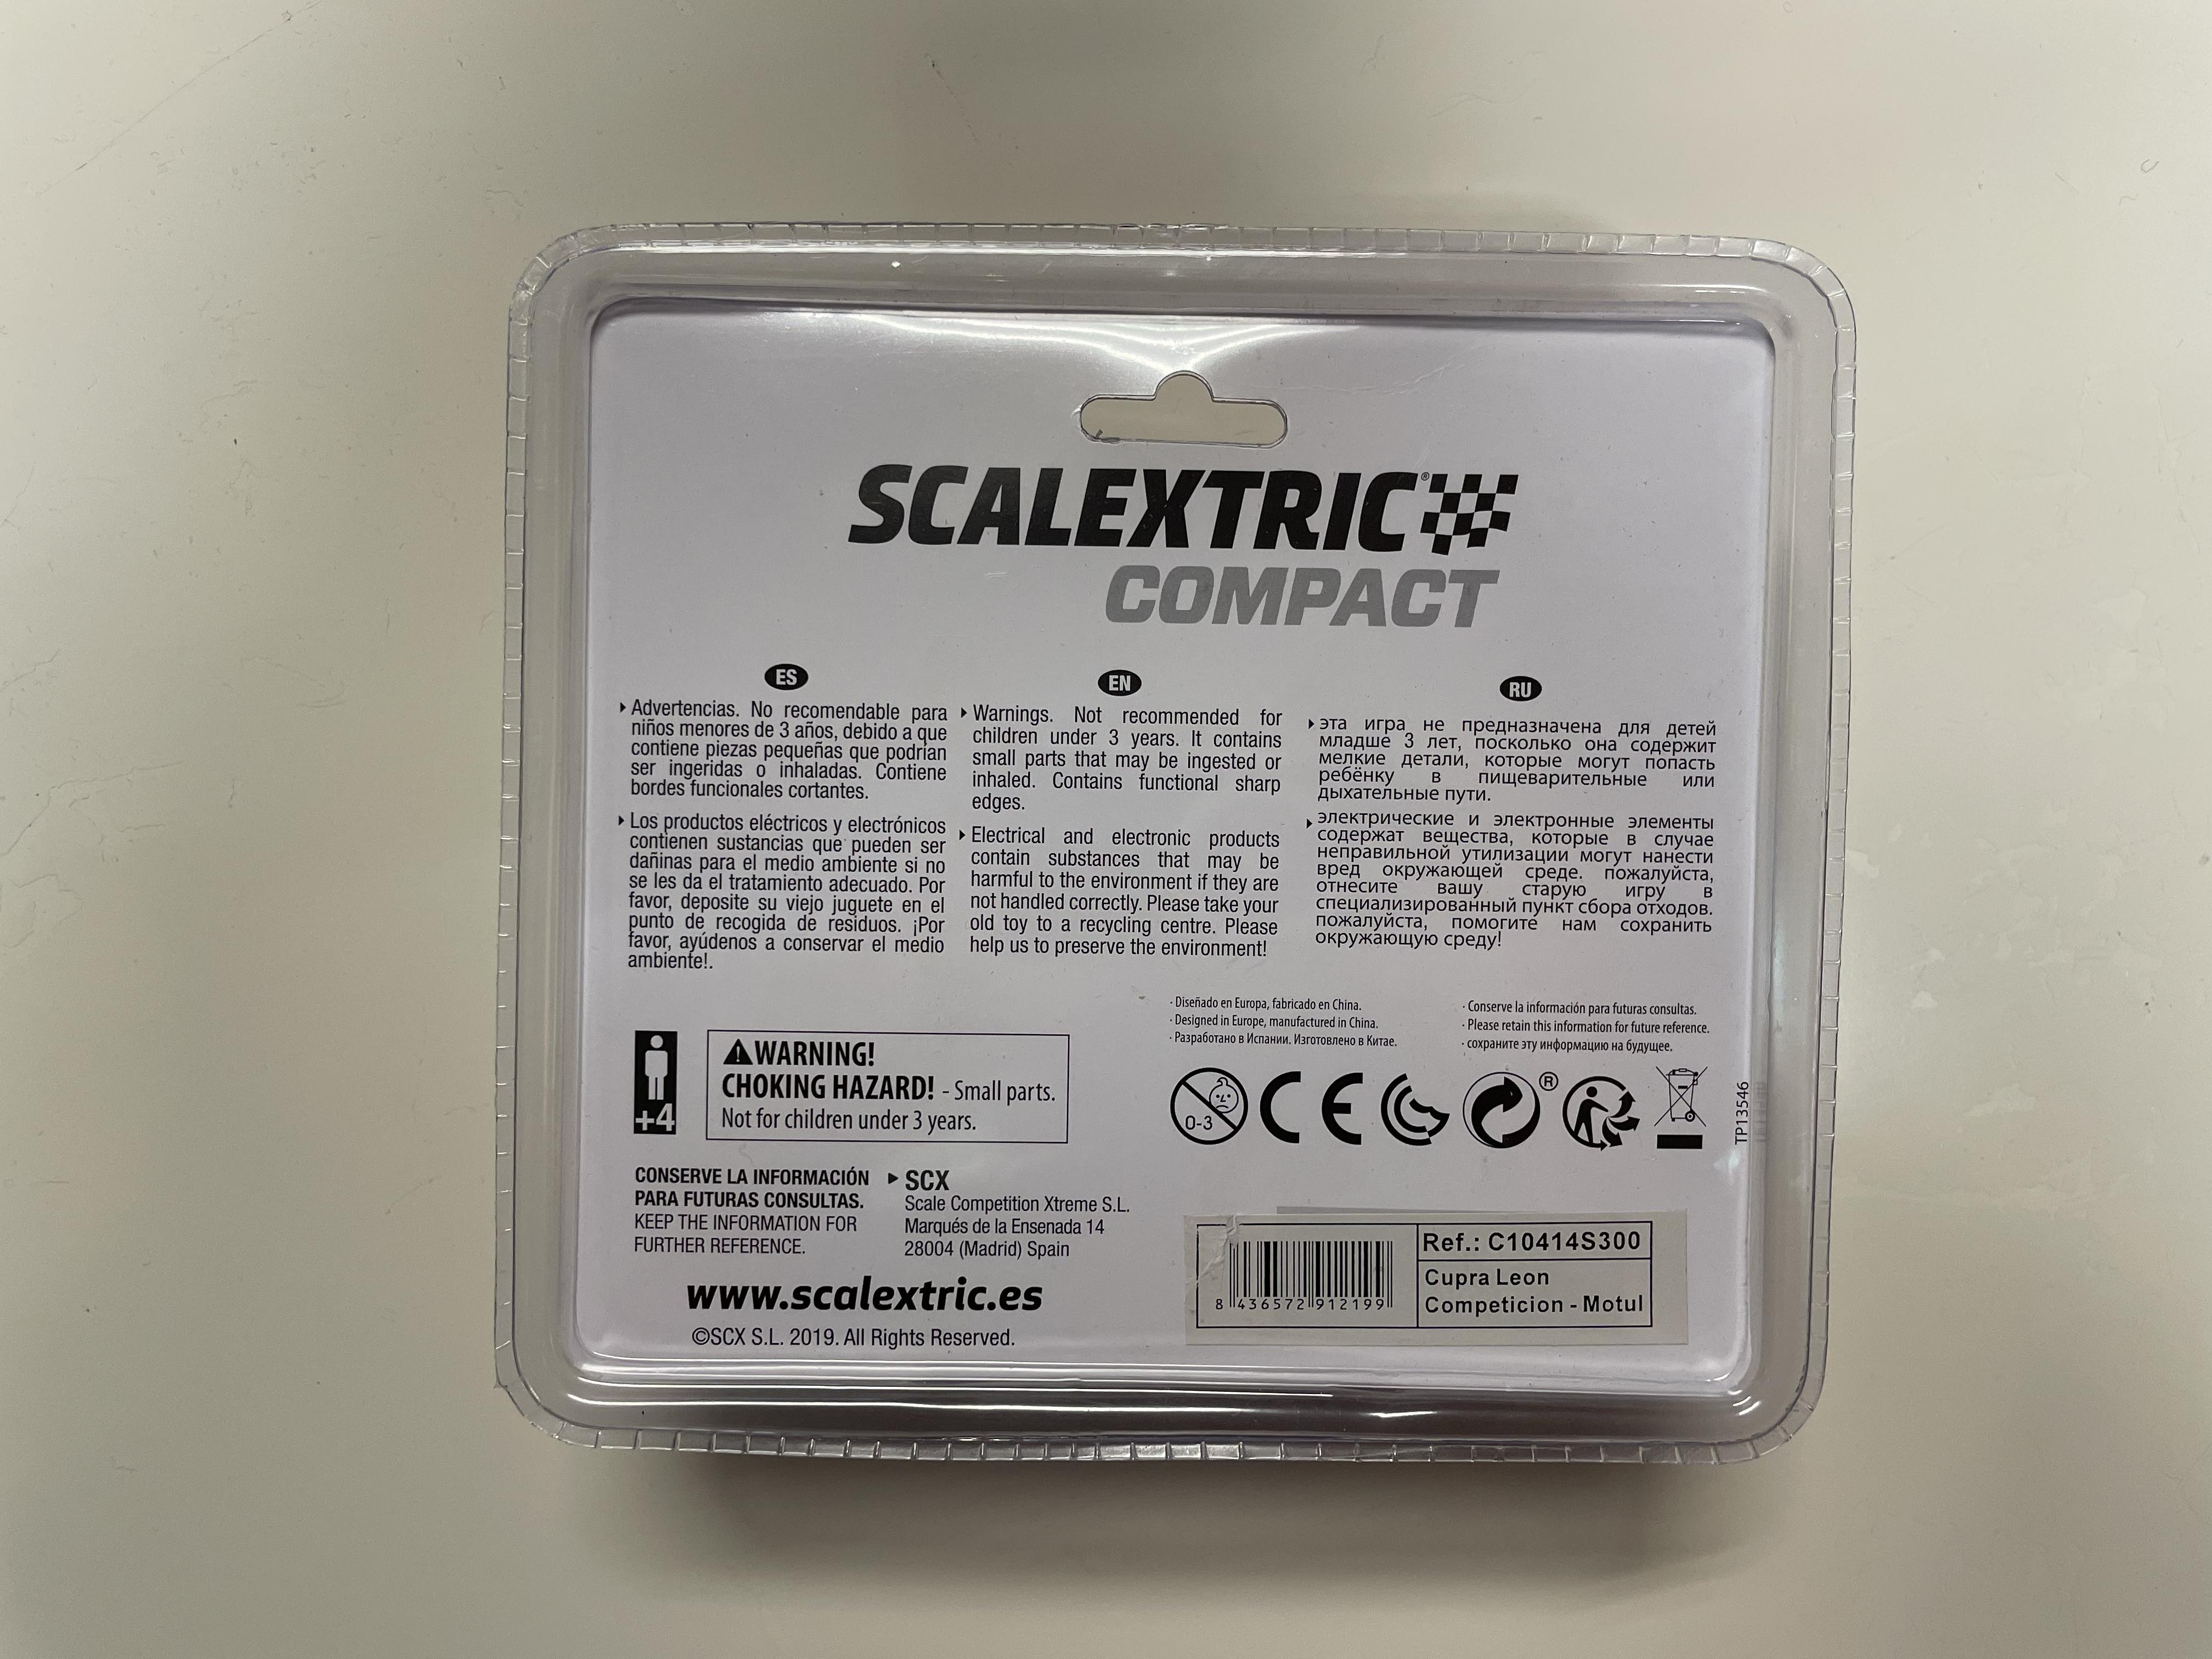 SCALEXTRIC®
COMPACT
ES
Advertencias. No recomendable para
niños menores de 3 años, debido a que
contiene piezas pequeñas que podrían
ser ingeridas o inhaladas. Contiene
bordes funcionales cortantes.
Los productos eléctricos y electrónicos
contienen sustancias que pueden ser
dañinas para el medio ambiente si no
se les da el tratamiento adecuado. Por
favor, deposite su viejo juguete en el
punto de recogida de residuos. ¡Por
favor, ayúdenos a conservar el medio
ambiente!.
EN
Warnings. Not recommended for
children under 3 years. It contains
small parts that may be ingested or
inhaled. Contains functional sharp
edges.
Electrical and electronic products
contain substances that may be
harmful to the environment if they are
not handled correctly. Please take your
old toy to a recycling centre. Please
help us to preserve the environment!
RU
эта игра не предназначена для детей
младше 3 лет, посколько она содержит
мелкие детали, которые могут попасть
ребёнку в пищеварительные или
дыхательные пути.
электрические и электронные элементы
содержат вещества, которые в случае
неправильной утилизации могут нанести
вред окружающей среде. пожалуйста,
отнесите вашу старую игру в
специализированный пункт сбора отходов.
пожалуйста, помогите нам сохранить
окружающую среду!
· Diseñado en Europa, fabricado en China.
· Designed in Europe, manufactured in China.
· Разработано в Испании. Изготовлено в Китае.
· Conserve la información para futuras consultas.
· Please retain this information for future reference.
· сохраните эту информацию на будущее.
+4
WARNING!
CHOKING HAZARD! - Small parts.
Not for children under 3 years.
0-3
CE
®
TP13546
CONSERVE LA INFORMACIÓN
PARA FUTURAS CONSULTAS.
KEEP THE INFORMATION FOR
FURTHER REFERENCE.
SCX
Scale Competition Xtreme S.L.
Marqués de la Ensenada 14
28004 (Madrid) Spain
www.scalextric.es
©SCX S.L. 2019. All Rights Reserved.
8 436572 912199
Ref.: C10414S300
Cupra Leon
Competicion - Motul